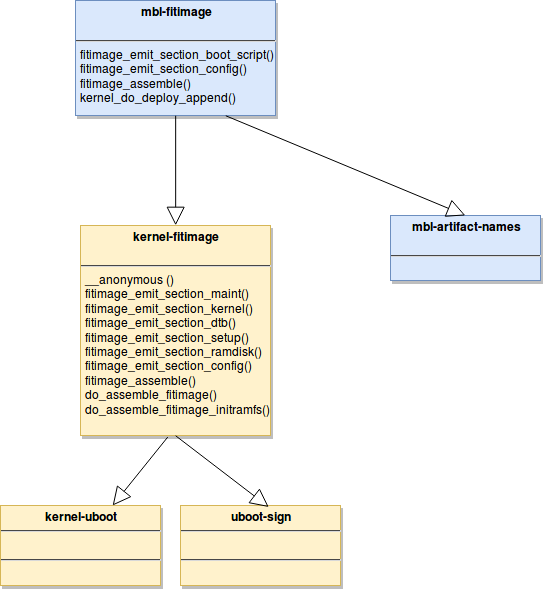 mbl-fitimage
fitimage_emit_section_boot_script()
fitimage_emit_section_config()
fitimage_assemble()
kernel_do_deploy_append()
kernel-fitimage
__anonymous ()
fitimage_emit_section_maint()
fitimage_emit_section_kernel()
fitimage_emit_section_dtb()
fitimage_emit_section_setup()
fitimage_emit_section_ramdisk()
fitimage_emit_section_config()
fitimage_assemble()
do_assemble_fitimage()
do_assemble_fitimage_initramfs()
mbl-artifact-names
kernel-uboot
uboot-sign